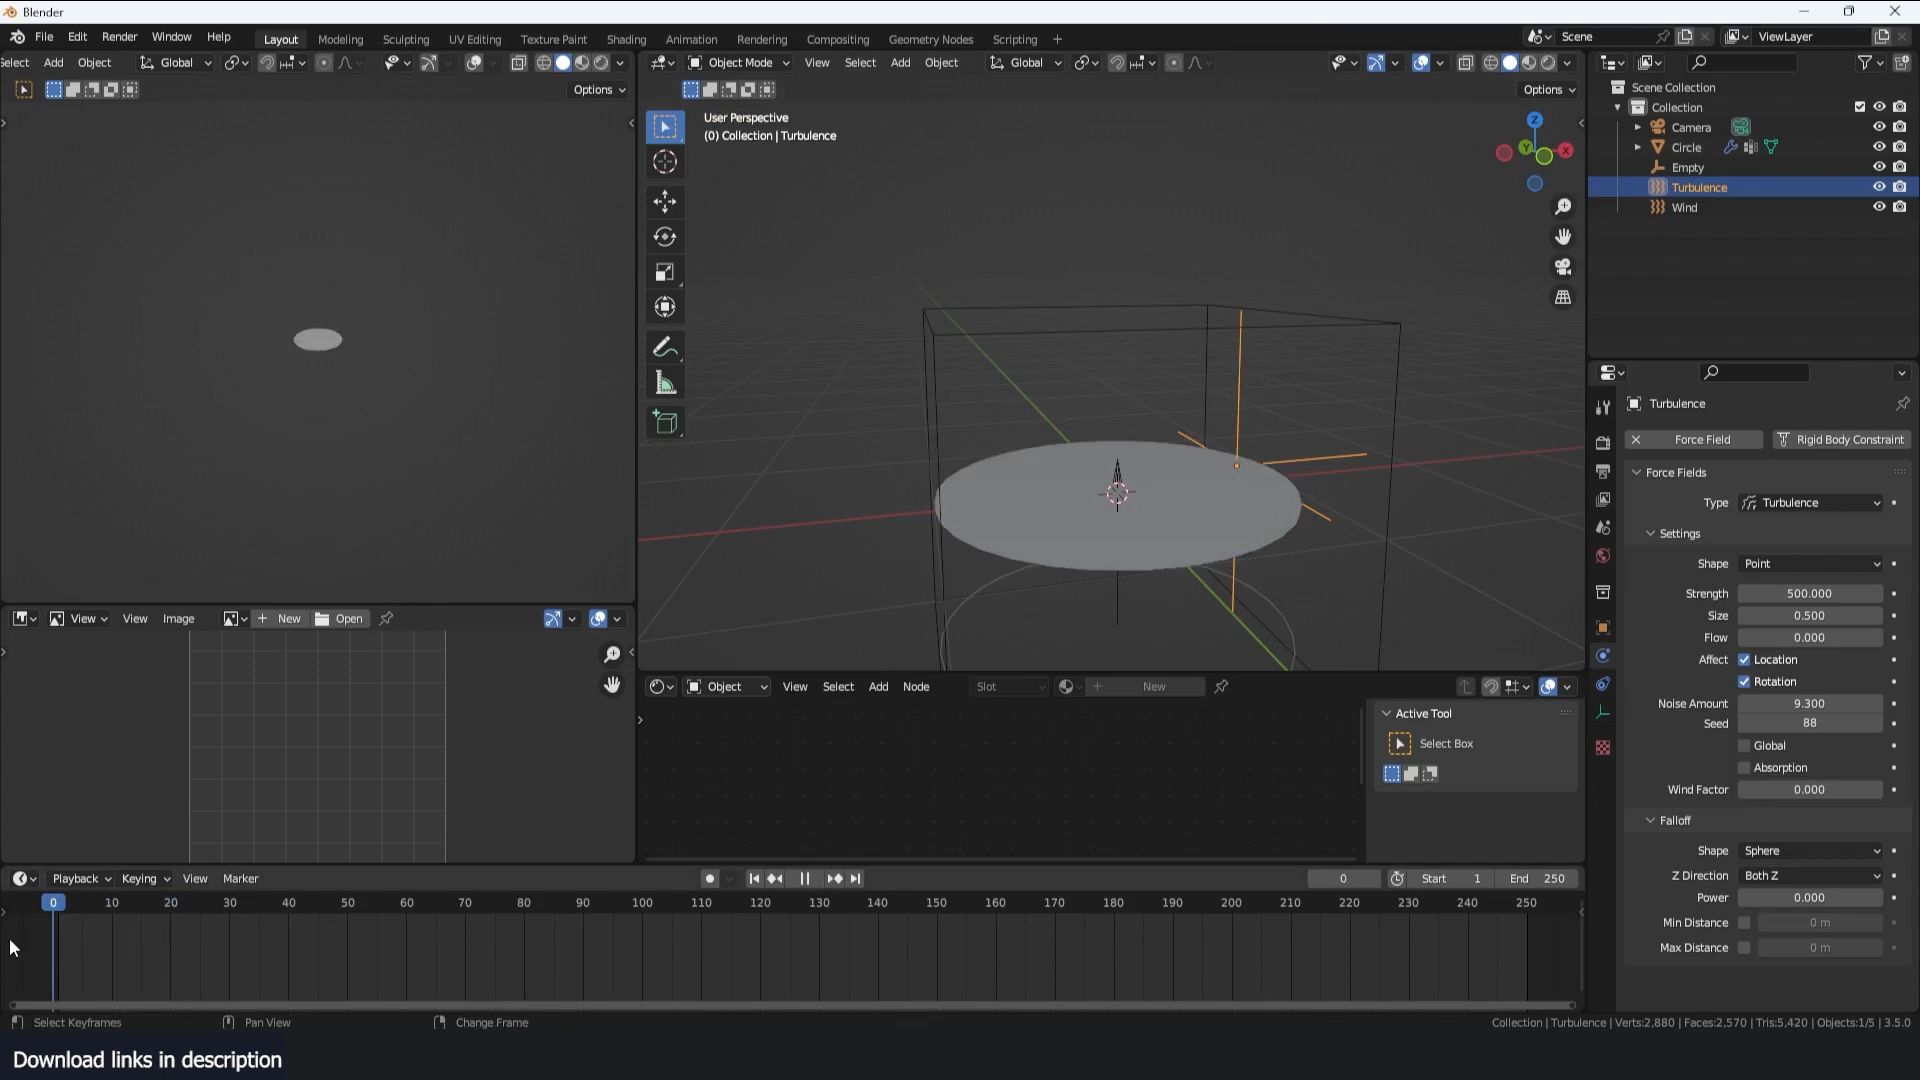 Blender
File Edit Render Window Help
Layout Modeling Sculpting UV Editing Texture Paint Shading Animation Rendering Compositing Geometry Nodes Scripting +
Scene
ViewLayer
Select Add Object Global
Object Mode View Select Add Object Global
Options
Options
User Perspective
(0) Collection | Turbulence
Z
Y
X
Scene Collection
Collection
Camera
Circle
Empty
Turbulence
Wind
Turbulence
Force Field
Rigid Body Constraint
Force Fields
Type Turbulence
Settings
Shape Point
Strength 500.000
Size 0.500
Flow 0.000
Affect Location
Rotation
Noise Amount 9.300
Seed 88
Global
Absorption
Wind Factor 0.000
Falloff
Shape Sphere
Z Direction Both Z
Power 0.000
Min Distance 0 m
Max Distance 0 m
View View Image New Open
Object View Select Add Node Slot New
Active Tool
Select Box
Playback Keying View Marker
0 Start 1 End 250
0 10 20 30 40 50 60 70 80 90 100 110 120 130 140 150 160 170 180 190 200 210 220 230 240 250
Select Keyframes Pan View Change Frame
Collection | Turbulence | Verts:2,880 | Faces:2,570 | Tris:5,420 | Objects:1/5 | 3.5.0
Download links in description